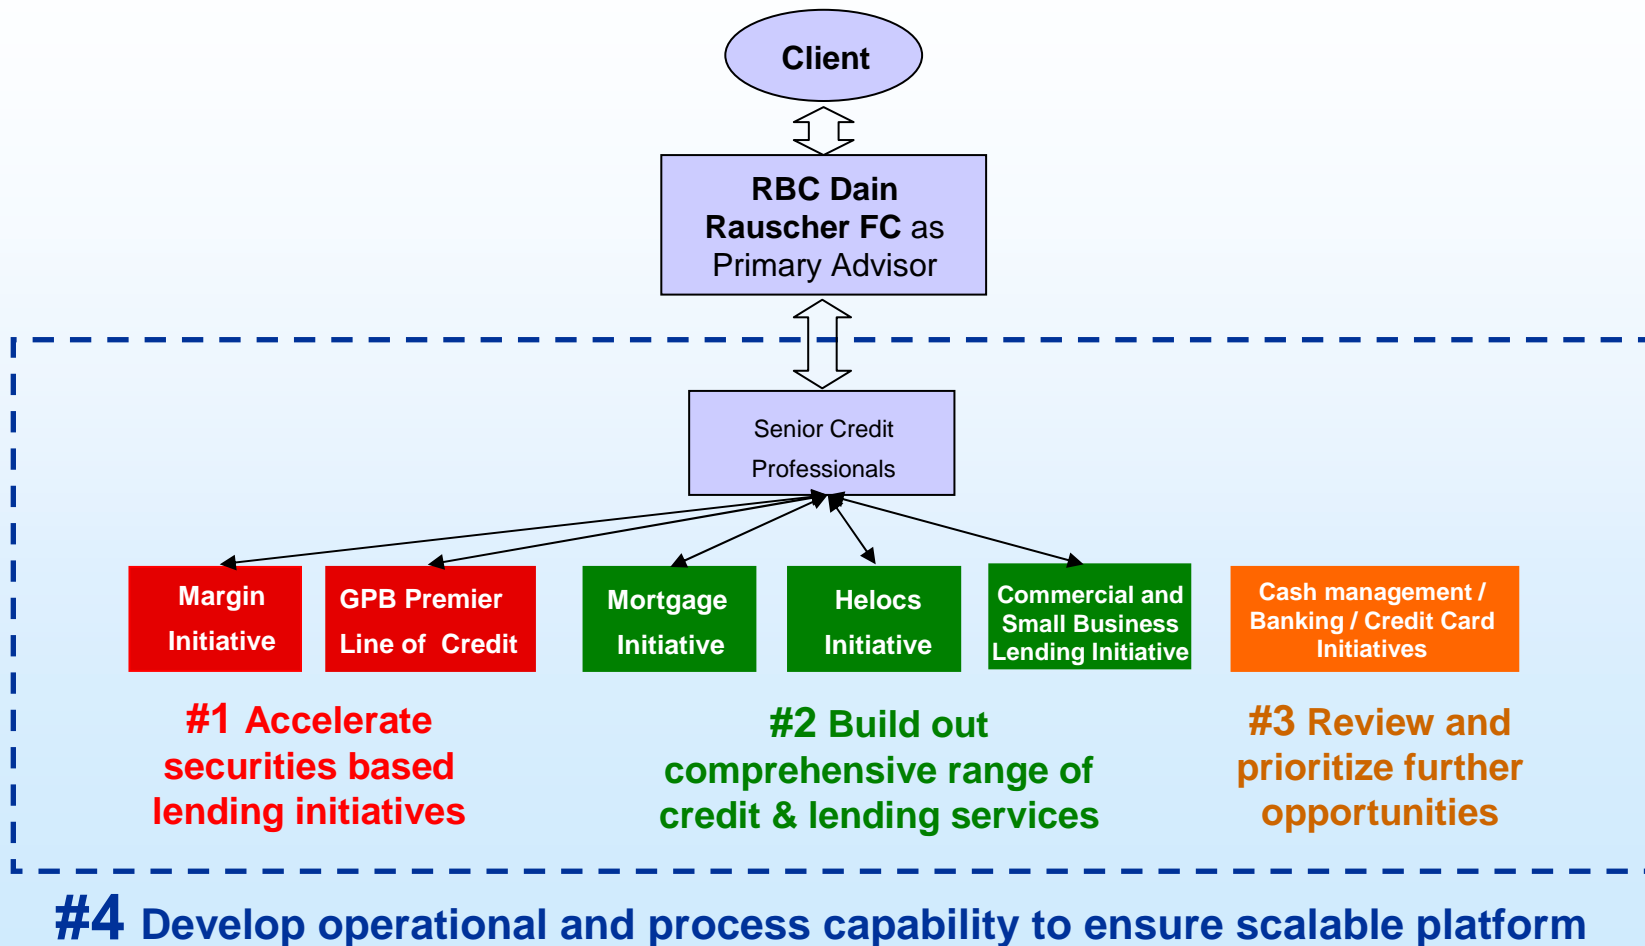 Client
RBC Dain
Rauscher FC as
Primary Advisor
Senior Credit
Professionals
Margin
Initiative
GPB Premier
Line of Credit
Mortgage
Initiative
Helocs
Initiative
Commercial and
Small Business
Lending Initiative
Cash management /
Banking / Credit Card
Initiatives
#1 Accelerate
securities based
lending initiatives
#2 Build out
comprehensive range of
credit & lending services
#3 Review and
prioritize further
opportunities
#4 Develop operational and process capability to ensure scalable platform